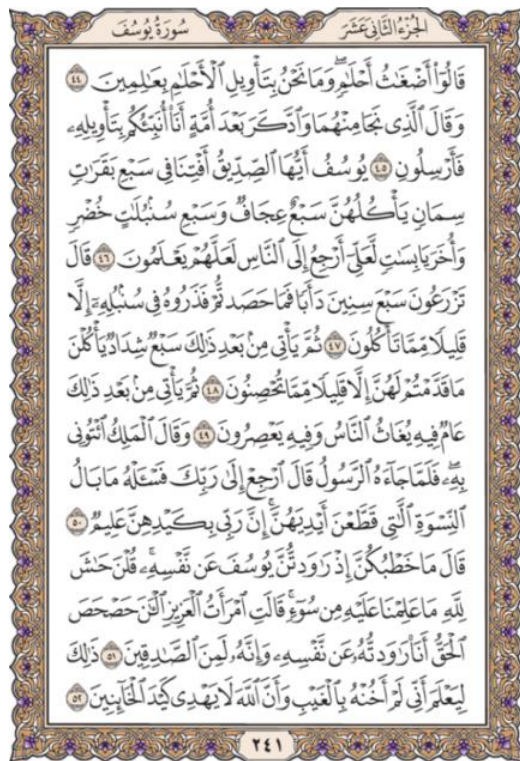 سُورَةُ يُوسُفَ
الجُزْءُ الثَّانِي عَشَرَ
قَالُوٓا۟ أَضْغَـٰثُ أَحْلَـٰمٍ ۖ وَمَا نَحْنُ بِتَأْوِيلِ ٱلْأَحْلَـٰمِ بِعَـٰلِمِينَ ٤٤
وَقَالَ ٱلَّذِى نَجَا مِنْهُمَا وَٱدَّكَرَ بَعْدَ أُمَّةٍ أَنَا۠ أُنَبِّئُكُم بِتَأْوِيلِهِۦ
فَأَرْسِلُونِ ٤٥ يُوسُفُ أَيُّهَا ٱلصِّدِّيقُ أَفْتِنَا فِى سَبْعِ بَقَرَٰتٍ
سِمَانٍ يَأْكُلُهُنَّ سَبْعٌ عِجَافٌ وَسَبْعِ سُنۢبُلَـٰتٍ خُضْرٍ
وَأُخَرَ يَابِسَـٰتٍ لَّعَلِّىٓ أَرْجِعُ إِلَى ٱلنَّاسِ لَعَلَّهُمْ يَعْلَمُونَ ٤٦ قَالَ
تَزْرَعُونَ سَبْعَ سِنِينَ دَأَبًا فَمَا حَصَدتُّمْ فَذَرُوهُ فِى سُنۢبُلِهِۦٓ إِلَّا
قَلِيلًا مِّمَّا تَأْكُلُونَ ٤٧ ثُمَّ يَأْتِى مِنۢ بَعْدِ ذَٰلِكَ سَبْعٌ شِدَادٌ يَأْكُلْنَ
مَا قَدَّمْتُمْ لَهُنَّ إِلَّا قَلِيلًا مِّمَّا تُحْصِنُونَ ٤٨ ثُمَّ يَأْتِى مِنۢ بَعْدِ ذَٰلِكَ
عَامٌ فِيهِ يُغَاثُ ٱلنَّاسُ وَفِيهِ يَعْصِرُونَ ٤٩ وَقَالَ ٱلْمَلِكُ ٱئْتُونِى
بِهِۦ ۖ فَلَمَّا جَآءَهُ ٱلرَّسُولُ قَالَ ٱرْجِعْ إِلَىٰ رَبِّكَ فَسْـَٔلْهُ مَا بَالُ
ٱلنِّسْوَةِ ٱلَّـٰتِى قَطَّعْنَ أَيْدِيَهُنَّ ۚ إِنَّ رَبِّى بِكَيْدِهِنَّ عَلِيمٌ ٥٠
قَالَ مَا خَطْبُكُنَّ إِذْ رَٰوَدتُّنَّ يُوسُفَ عَن نَّفْسِهِۦ ۚ قُلْنَ حَـٰشَ
لِلَّهِ مَا عَلِمْنَا عَلَيْهِ مِن سُوٓءٍ ۚ قَالَتِ ٱمْرَأَتُ ٱلْعَزِيزِ ٱلْـَٔـٰنَ حَصْحَصَ
ٱلْحَقُّ أَنَا۠ رَٰوَدتُّهُۥ عَن نَّفْسِهِۦ وَإِنَّهُۥ لَمِنَ ٱلصَّـٰدِقِينَ ٥١ ذَٰلِكَ
لِيَعْلَمَ أَنِّى لَمْ أَخُنْهُ بِٱلْغَيْبِ وَأَنَّ ٱللَّهَ لَا يَهْدِى كَيْدَ ٱلْخَآئِنِينَ ٥٢
٢٤١